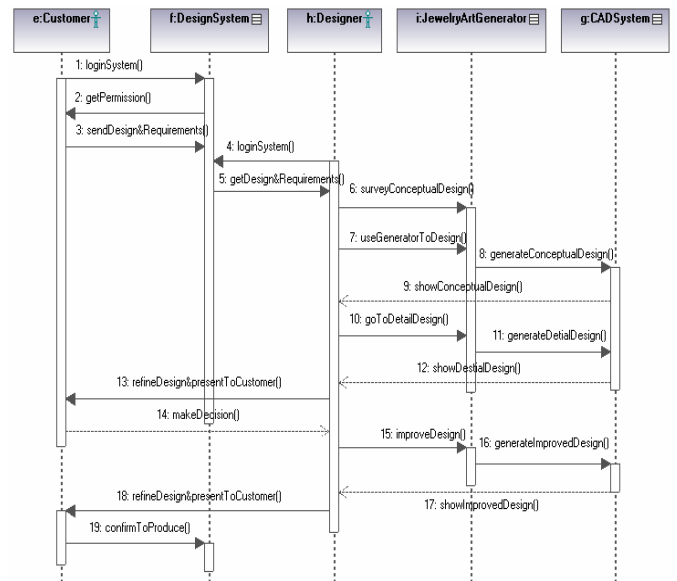 e:Customer
f:DesignSystem
h:Designer
i:JewelryArtGenerator
g:CADSystem
1: loginSystem()
2: getPermission()
3: sendDesign&Requirements()
4: loginSystem()
5: getDesign&Requirements()
6: surveyConceptualDesign()
7: useGeneratorToDesign()
8: generateConceptualDesign()
9: showConceptualDesign()
10: goToDetailDesign()
11: generateDetialDesign()
12: showDestialDesign()
13: refineDesign&presentToCustomer()
14: makeDecision()
15: improveDesign()
16: generateImprovedDesign()
17: showImprovedDesign()
18: refineDesign&presentToCustomer()
19: confirmToProduce()